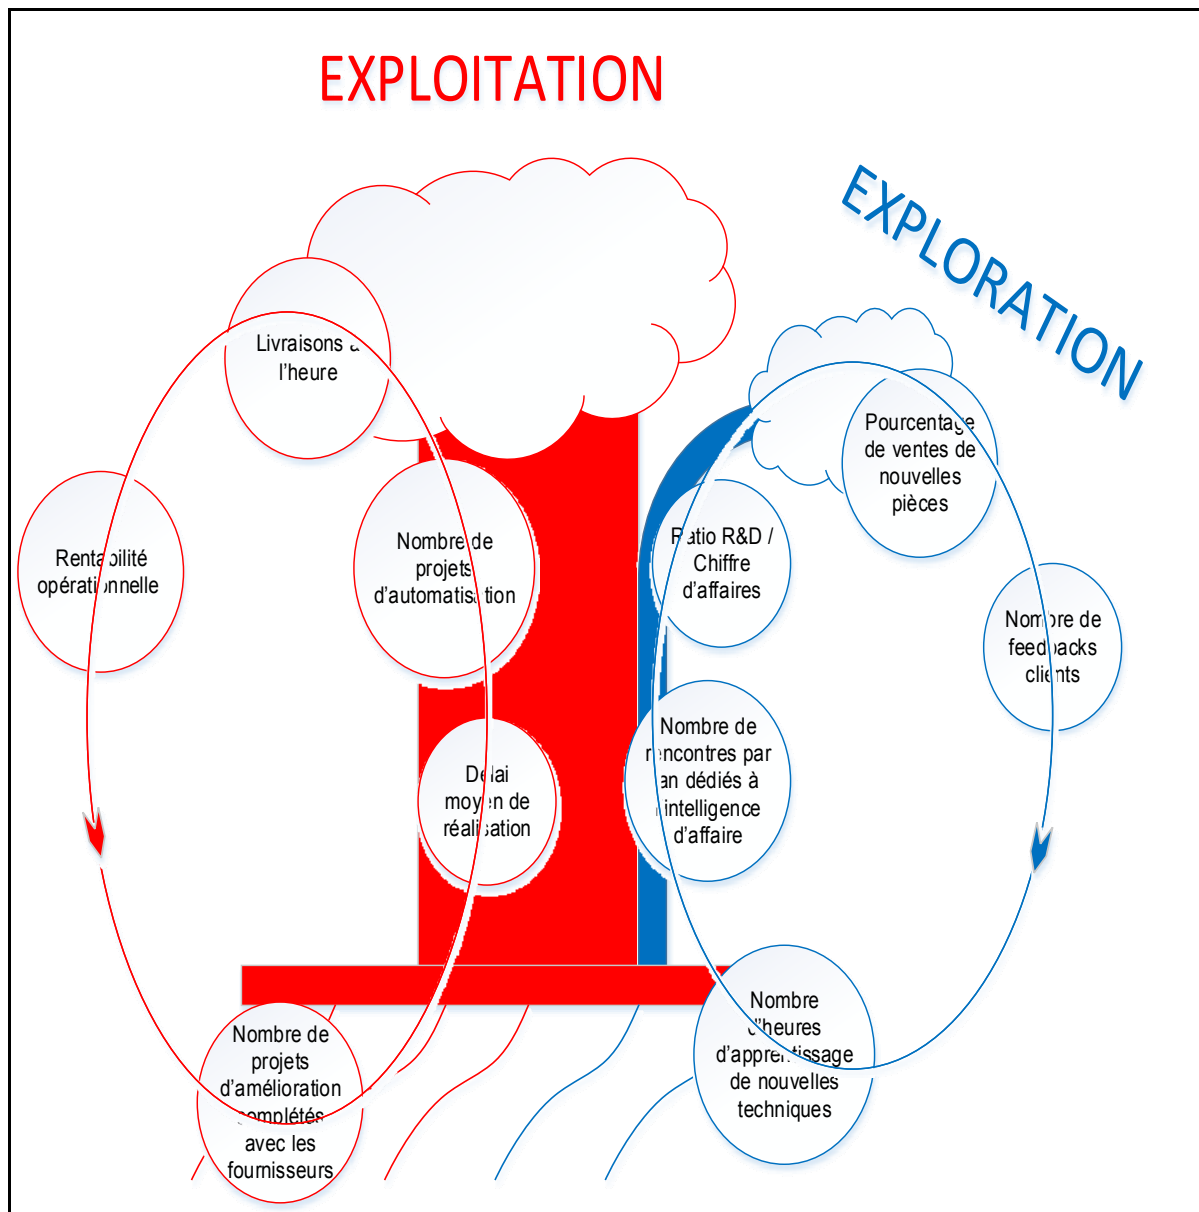 EXPLOITATION
EXPLORATION
Livraisons à
l'heure
Rentabilité
opérationnelle
Nombre de
projets
d'automatisation
Délai
moyen de
réalisation
Nombre de
projets
d'amélioration
complétés
avec les
fournisseurs
Pourcentage
de ventes de
nouvelles
pièces
Ratio R&D /
Chiffre
d'affaires
Nombre de
feedbacks
clients
Nombre de
rencontres par
an dédiés à
l'intelligence
d'affaire
Nombre
d'heures
d'apprentissage
de nouvelles
techniques